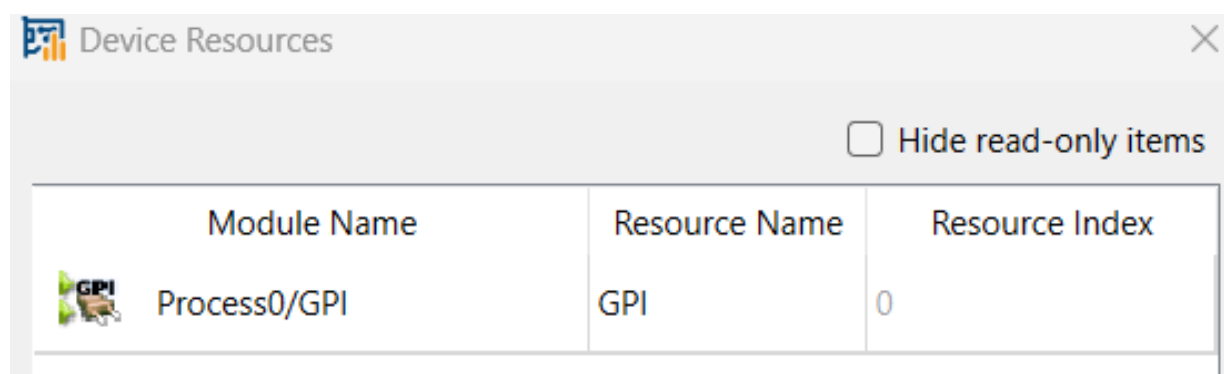 Device Resources
Hide read-only items
Module Name Resource Name Resource Index
GPI Process0/GPI GPI 0